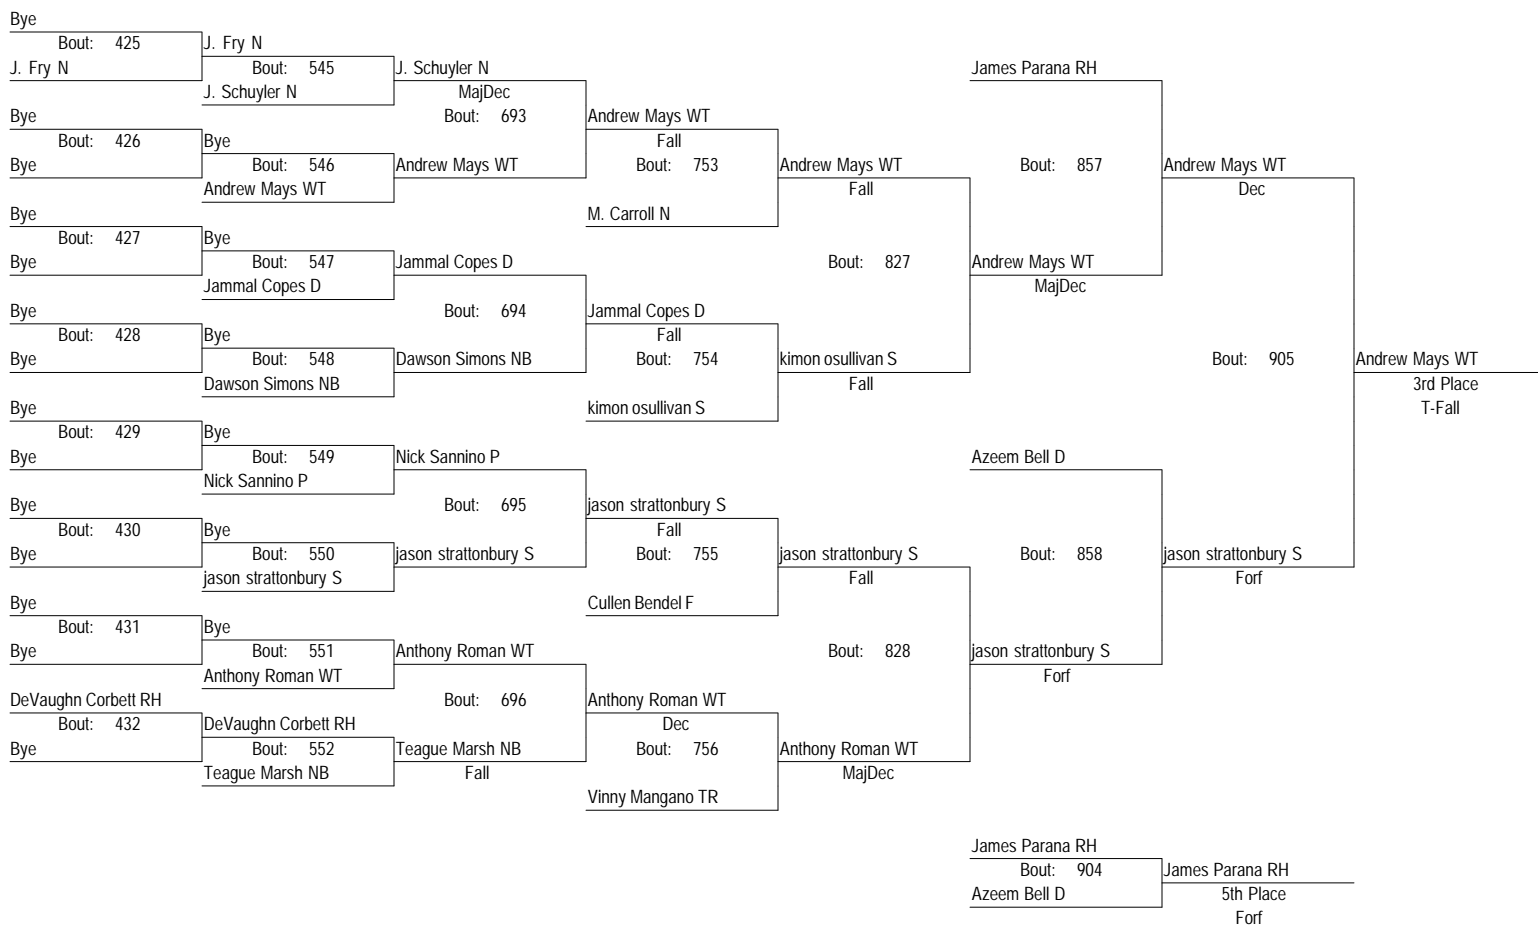 Bye
Bout: 425 J. Fry N
J. Fry N Bout: 545 J. Schuyler N James Parana RH
J. Schuyler N MajDec
Bye Bout: 693 Andrew Mays WT
Bout: 426 Bye Fall
Bye Bout: 546 Andrew Mays WT Bout: 753 Andrew Mays WT Bout: 857 Andrew Mays WT
Andrew Mays WT Fall Dec
Bye M. Carroll N
Bout: 427 Bye
Bye Bout: 547 Jammal Copes D Bout: 827 Andrew Mays WT
Jammal Copes D MajDec
Bye Bout: 694 Jammal Copes D
Bout: 428 Bye Fall
Bye Bout: 548 Dawson Simons NB Bout: 754 kimon osullivan S Bout: 905 Andrew Mays WT
Dawson Simons NB Fall 3rd Place
Bye kimon osullivan S T-Fall
Bout: 429 Bye
Bye Bout: 549 Nick Sannino P Azeem Bell D
Nick Sannino P
Bye Bout: 695 jason strattonbury S
Bout: 430 Bye Fall
Bye Bout: 550 jason strattonbury S Bout: 755 jason strattonbury S Bout: 858 jason strattonbury S
jason strattonbury S Fall Forf
Bye Cullen Bendel F
Bout: 431 Bye
Bye Bout: 551 Anthony Roman WT Bout: 828 jason strattonbury S
Anthony Roman WT Forf
DeVaughn Corbett RH Bout: 696 Anthony Roman WT
Bout: 432 DeVaughn Corbett RH Dec
Bye Bout: 552 Teague Marsh NB Bout: 756 Anthony Roman WT
Teague Marsh NB Fall MajDec
Vinny Mangano TR
James Parana RH
Bout: 904 James Parana RH
Azeem Bell D 5th Place
Forf